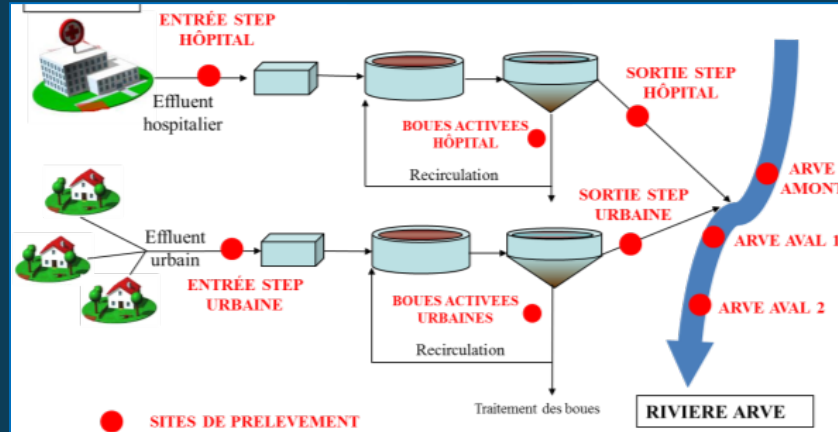 ENTRÉE STEP
HÔPITAL
Effluent
hospitalier
BOUES ACTIVEES
HÔPITAL
Recirculation
SORTIE STEP
HÔPITAL
ARVE
AMONT
SORTIE STEP
URBAINE
ARVE AVAL 1
Effluent
urbain
ENTRÉE STEP
URBAINE
BOUES ACTIVEES
URBAINES
Recirculation
ARVE AVAL 2
Traitement des boues
RIVIERE ARVE
SITES DE PRELEVEMENT